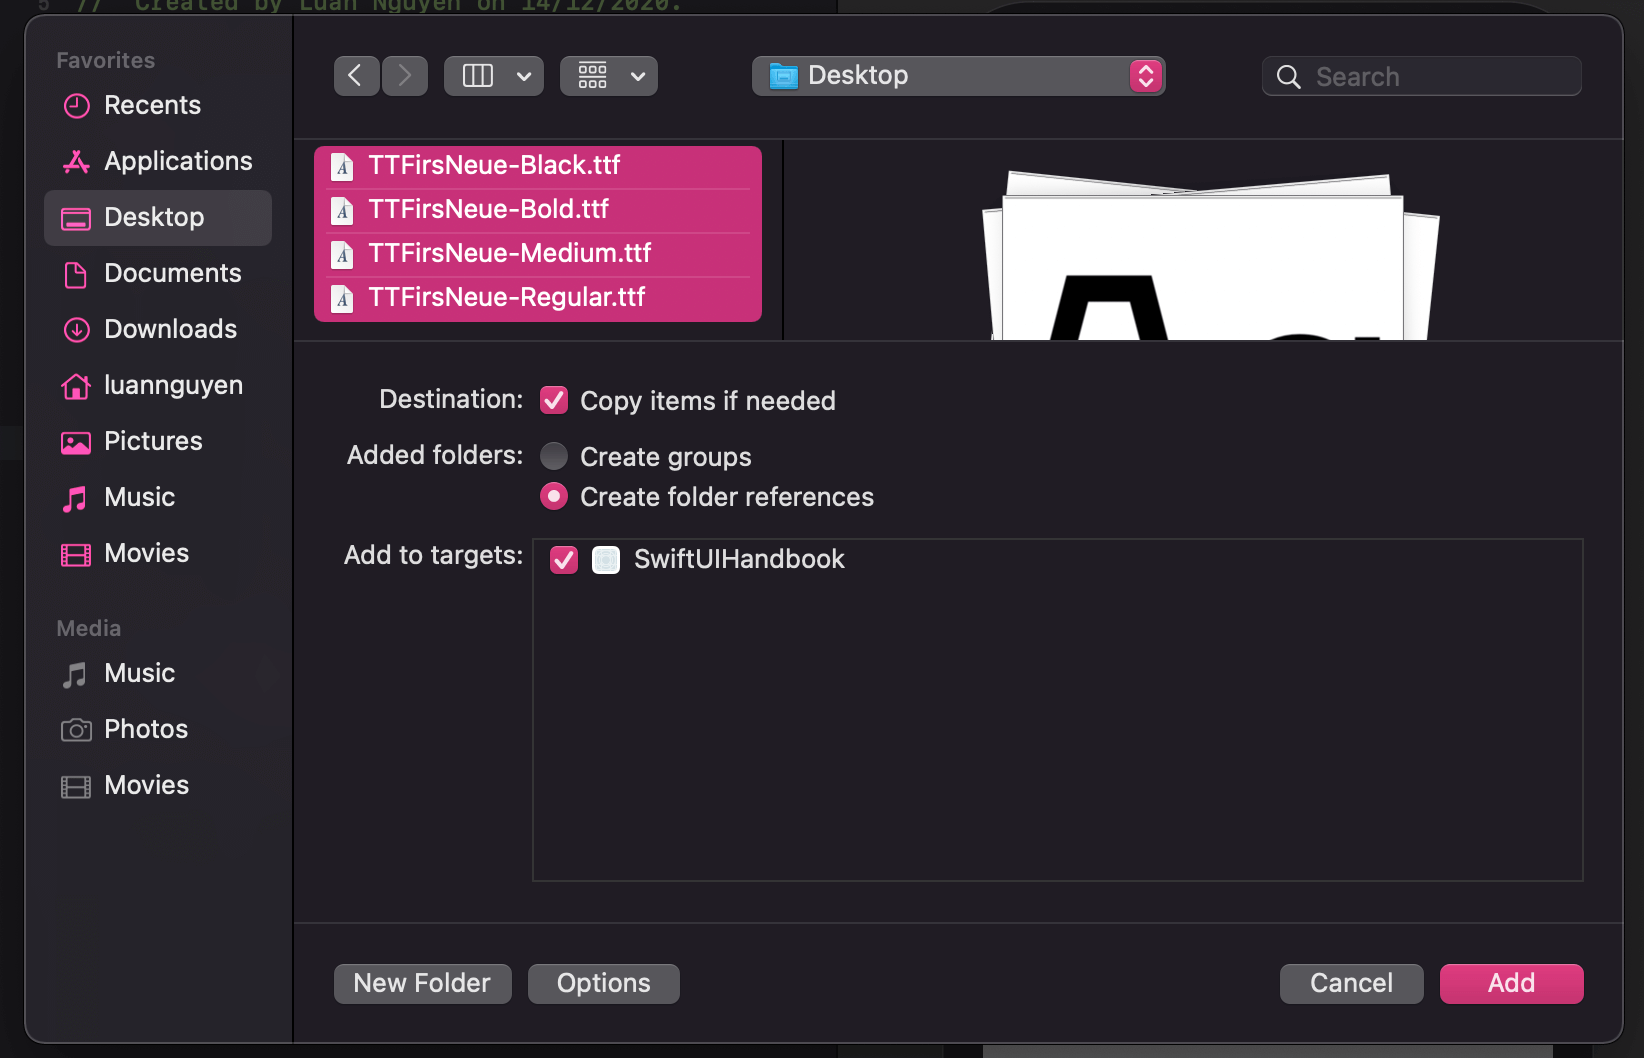 5 // Created by Luan Nguyen on 14/12/2020.
Favorites
Recents
Applications
Desktop
Documents
Downloads
luannguyen
Pictures
Music
Movies
Media
Music
Photos
Movies
Desktop
Search
TTFirsNeue-Black.ttf
TTFirsNeue-Bold.ttf
TTFirsNeue-Medium.ttf
TTFirsNeue-Regular.ttf
Destination: Copy items if needed
Added folders: Create groups
Create folder references
Add to targets: SwiftUIHandbook
New Folder Options Cancel Add